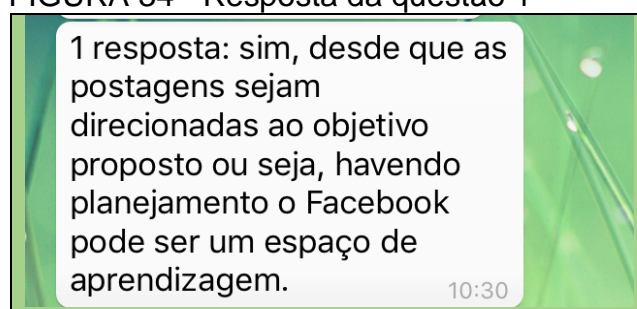 1 resposta: sim, desde que as
postagens sejam
direcionadas ao objetivo
proposto ou seja, havendo
planejamento o Facebook
pode ser um espaço de
aprendizagem.
10:30